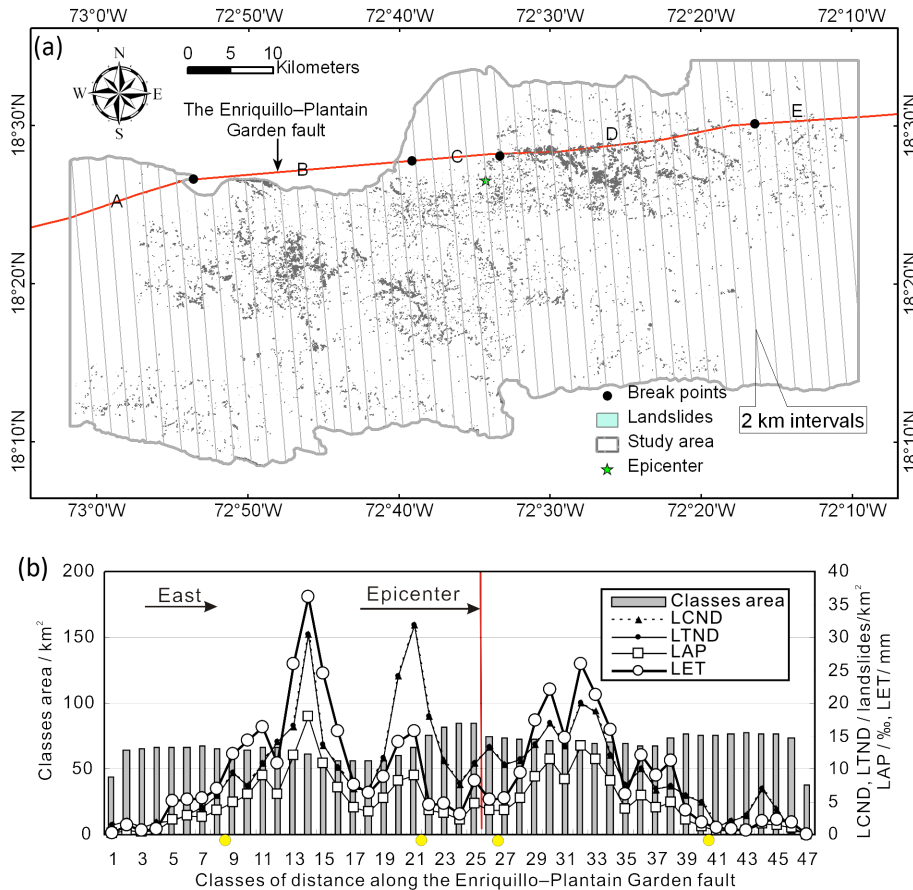 73°0'W 72°50'W 72°40'W 72°30'W 72°20'W 72°10'W
(a)
0 5 10
Kilometers
N
W E
S
The Enriquillo–Plantain
Garden fault
A
B
C
D
E
18°30'N
18°20'N
18°10'N
18°30'N
18°20'N
18°10'N
Break points
Landslides
Study area
Epicenter
2 km intervals
73°0'W 72°50'W 72°40'W 72°30'W 72°20'W 72°10'W
(b)
200
150
100
50
0
Classes area / km²
East
Epicenter
Classes area
LCND
LTND
LAP
LET
40
35
30
25
20
15
10
5
0
LCND, LTND / landslides/km²
LAP / ‰, LET/ mm
1 3 5 7 9 11 13 15 17 19 21 23 25 27 29 31 33 35 37 39 41 43 45 47
Classes of distance along the Enriquillo–Plantain Garden fault